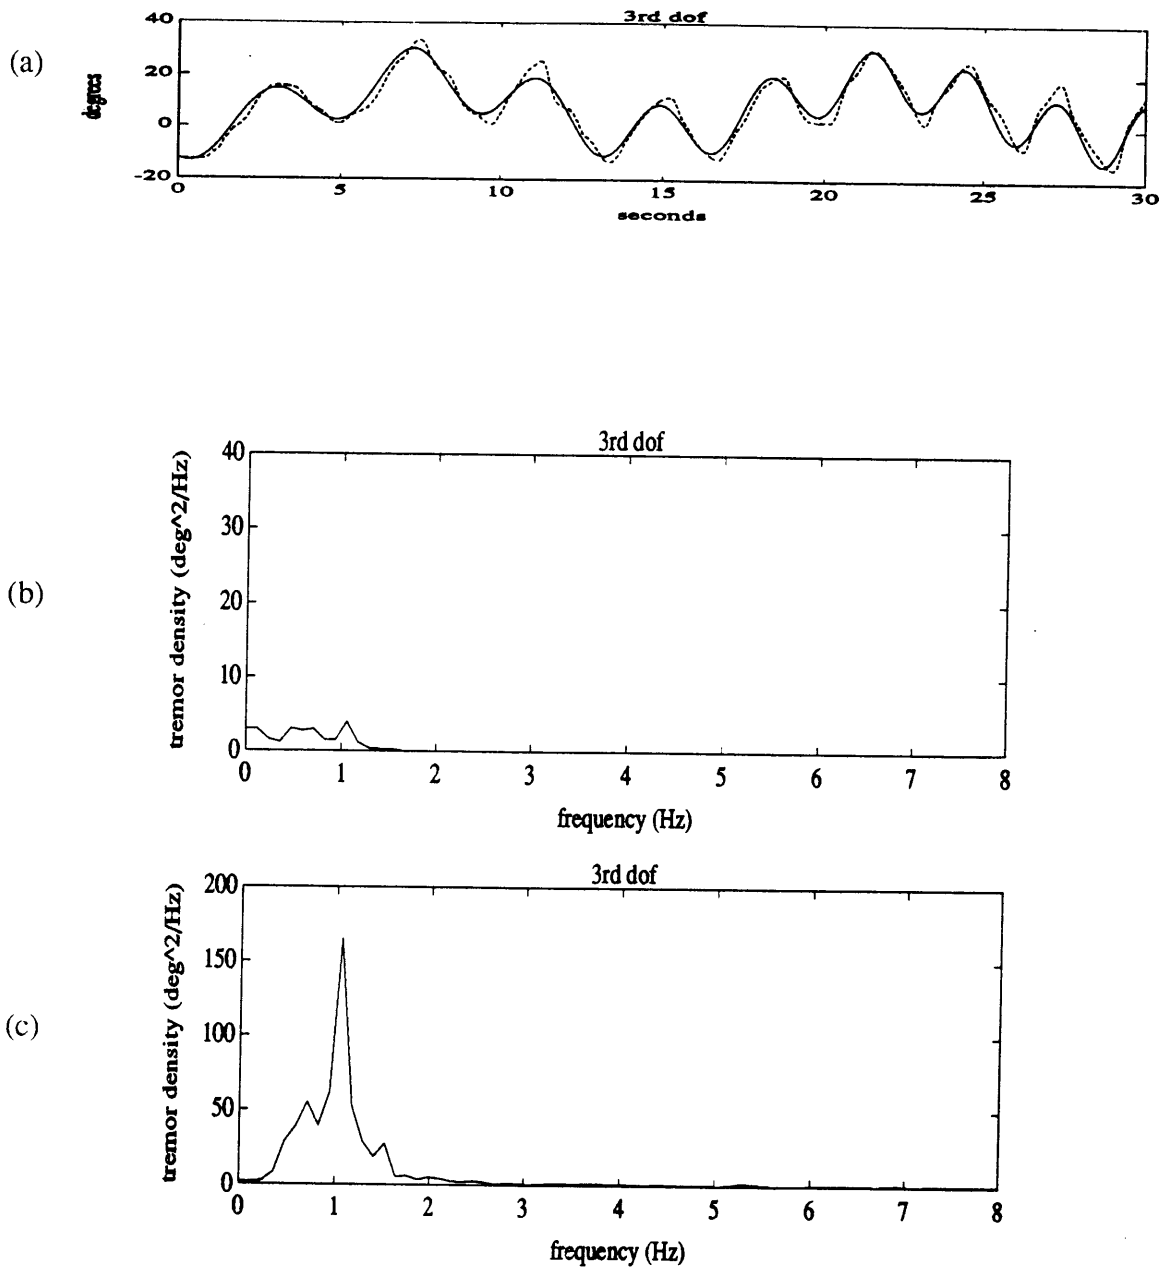 (a)
3rd dof
degrees
40
20
0
-20
0 5 10 15 20 25 30
seconds
(b)
3rd dof
tremor density (deg^2/Hz)
40
30
20
10
0
0 1 2 3 4 5 6 7 8
frequency (Hz)
(c)
3rd dof
tremor density (deg^2/Hz)
200
150
100
50
0
0 1 2 3 4 5 6 7 8
frequency (Hz)